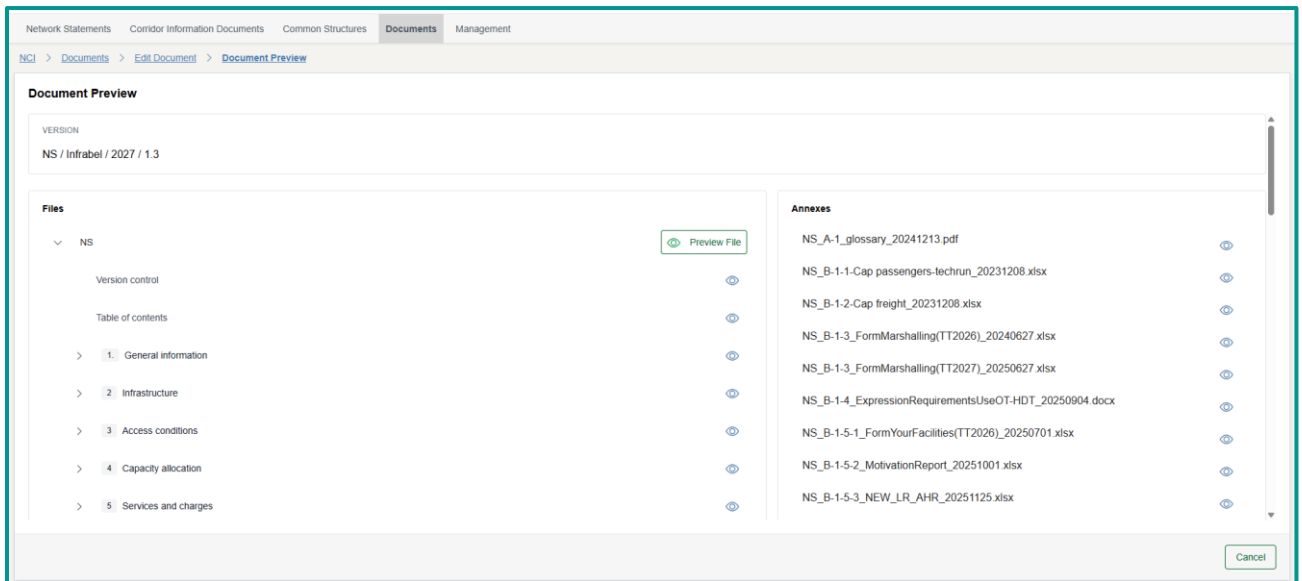 Network Statements Corridor Information Documents Common Structures Documents Management
NCI > Documents > Edit Document > Document Preview
Document Preview
VERSION
NS / Infrabel / 2027 / 1.3
Files
NS
Preview File
Version control
Table of contents
1. General information
2 Infrastructure
3 Access conditions
4 Capacity allocation
5 Services and charges
Annexes
NS_A-1_glossary_20241213.pdf
NS_B-1-1-Cap passengers-techrun_20231208.xlsx
NS_B-1-2-Cap freight_20231208.xlsx
NS_B-1-3_FormMarshalling(TT2026)_20240627.xlsx
NS_B-1-3_FormMarshalling(TT2027)_20250627.xlsx
NS_B-1-4_ExpressionRequirementsUseOT-HDT_20250904.docx
NS_B-1-5-1_FormYourFacilities(TT2026)_20250701.xlsx
NS_B-1-5-2_MotivationReport_20251001.xlsx
NS_B-1-5-3_NEW_LR_AHR_20251125.xlsx
Cancel